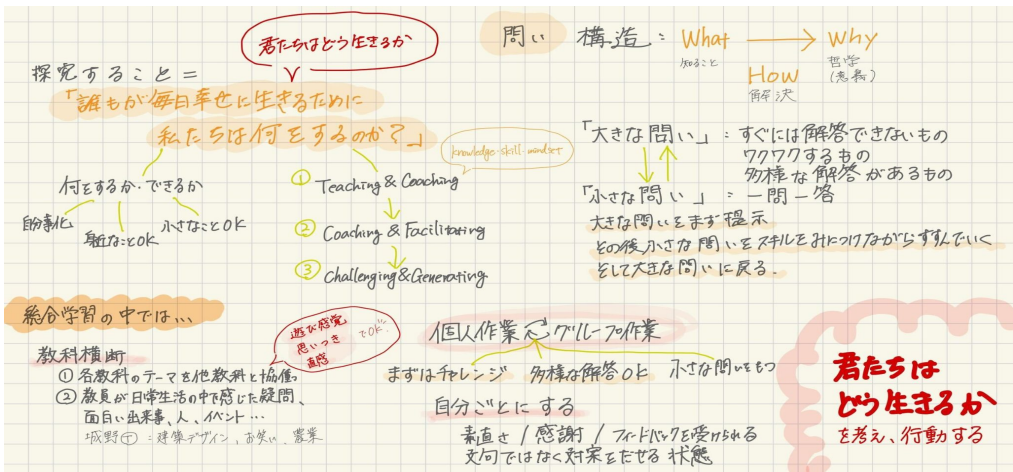 君たちはどう生きるか
探究すること=
「誰もが毎日幸せに生きるために
私たちは何をするのか?」
knowledge・skill・mindset
何をするか・できるか
自分事化
身近なことOK
小さなことOK
① Teaching & Coaching
② Coaching & Facilitating
③ Challenging & Generating
問い 構造: What → Why
知ること
哲学
(意義)
How
解決
「大きな問い」: すぐには解答できないもの
ワクワクするもの
多様な解答があるもの
「小さな問い」= 一問一答
大きな問いをまず提示
その後、小さな問いをスキルをみにつけながらすすんでいく
そして大きな問いに戻る.
総合学習の中では…
教科横断
① 各教科のテーマを他教科と協働
② 教員が日常生活の中で感じた疑問、
面白い出来事、人、イベント…
城野㊦:建築デザイン、お笑い、農業
遊び感覚
思いつき
直感
でOK!
個人作業 グループ作業
まずはチャレンジ 多様な解答OK 小さな問いをもつ
自分ごとにする
素直さ / 感謝 / フィードバックを受けられる
文句ではなく対案をだせる 状態
君たちは
どう生きるか
を考え、行動する